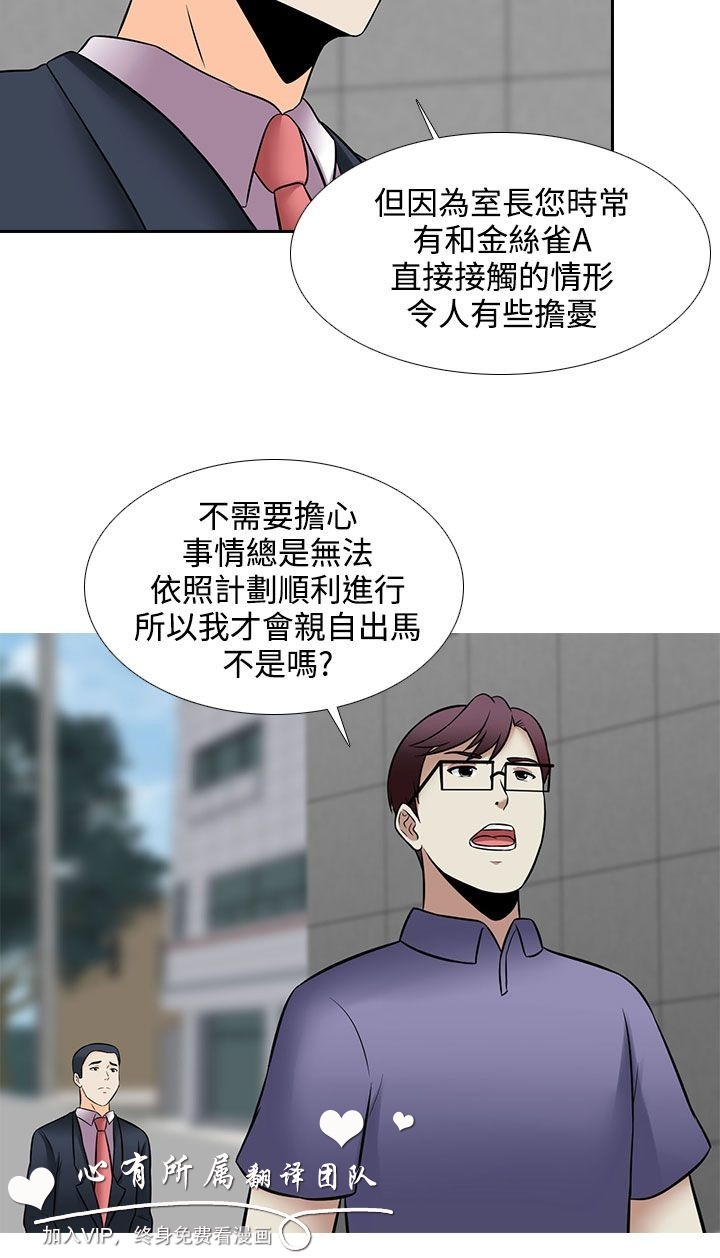 但因為室長您時常
有和金絲雀A
直接接觸的情形
令人有些擔憂
不需要擔心
事情總是無法
依照計劃順利進行
所以我才會親自出馬
不是嗎?
心有所属翻译团队
加入VIP，终身免费看漫画